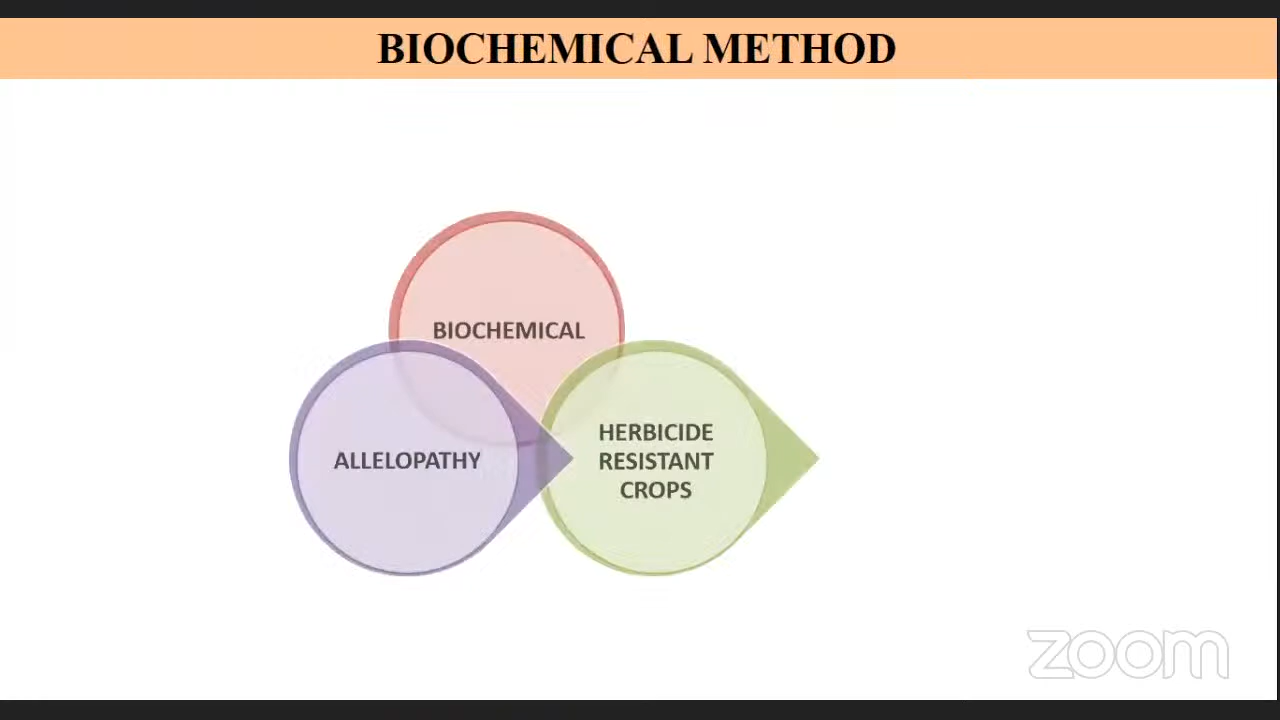 BIOCHEMICAL METHOD
BIOCHEMICAL
ALLELOPATHY
HERBICIDE
RESISTANT
CROPS
zoom